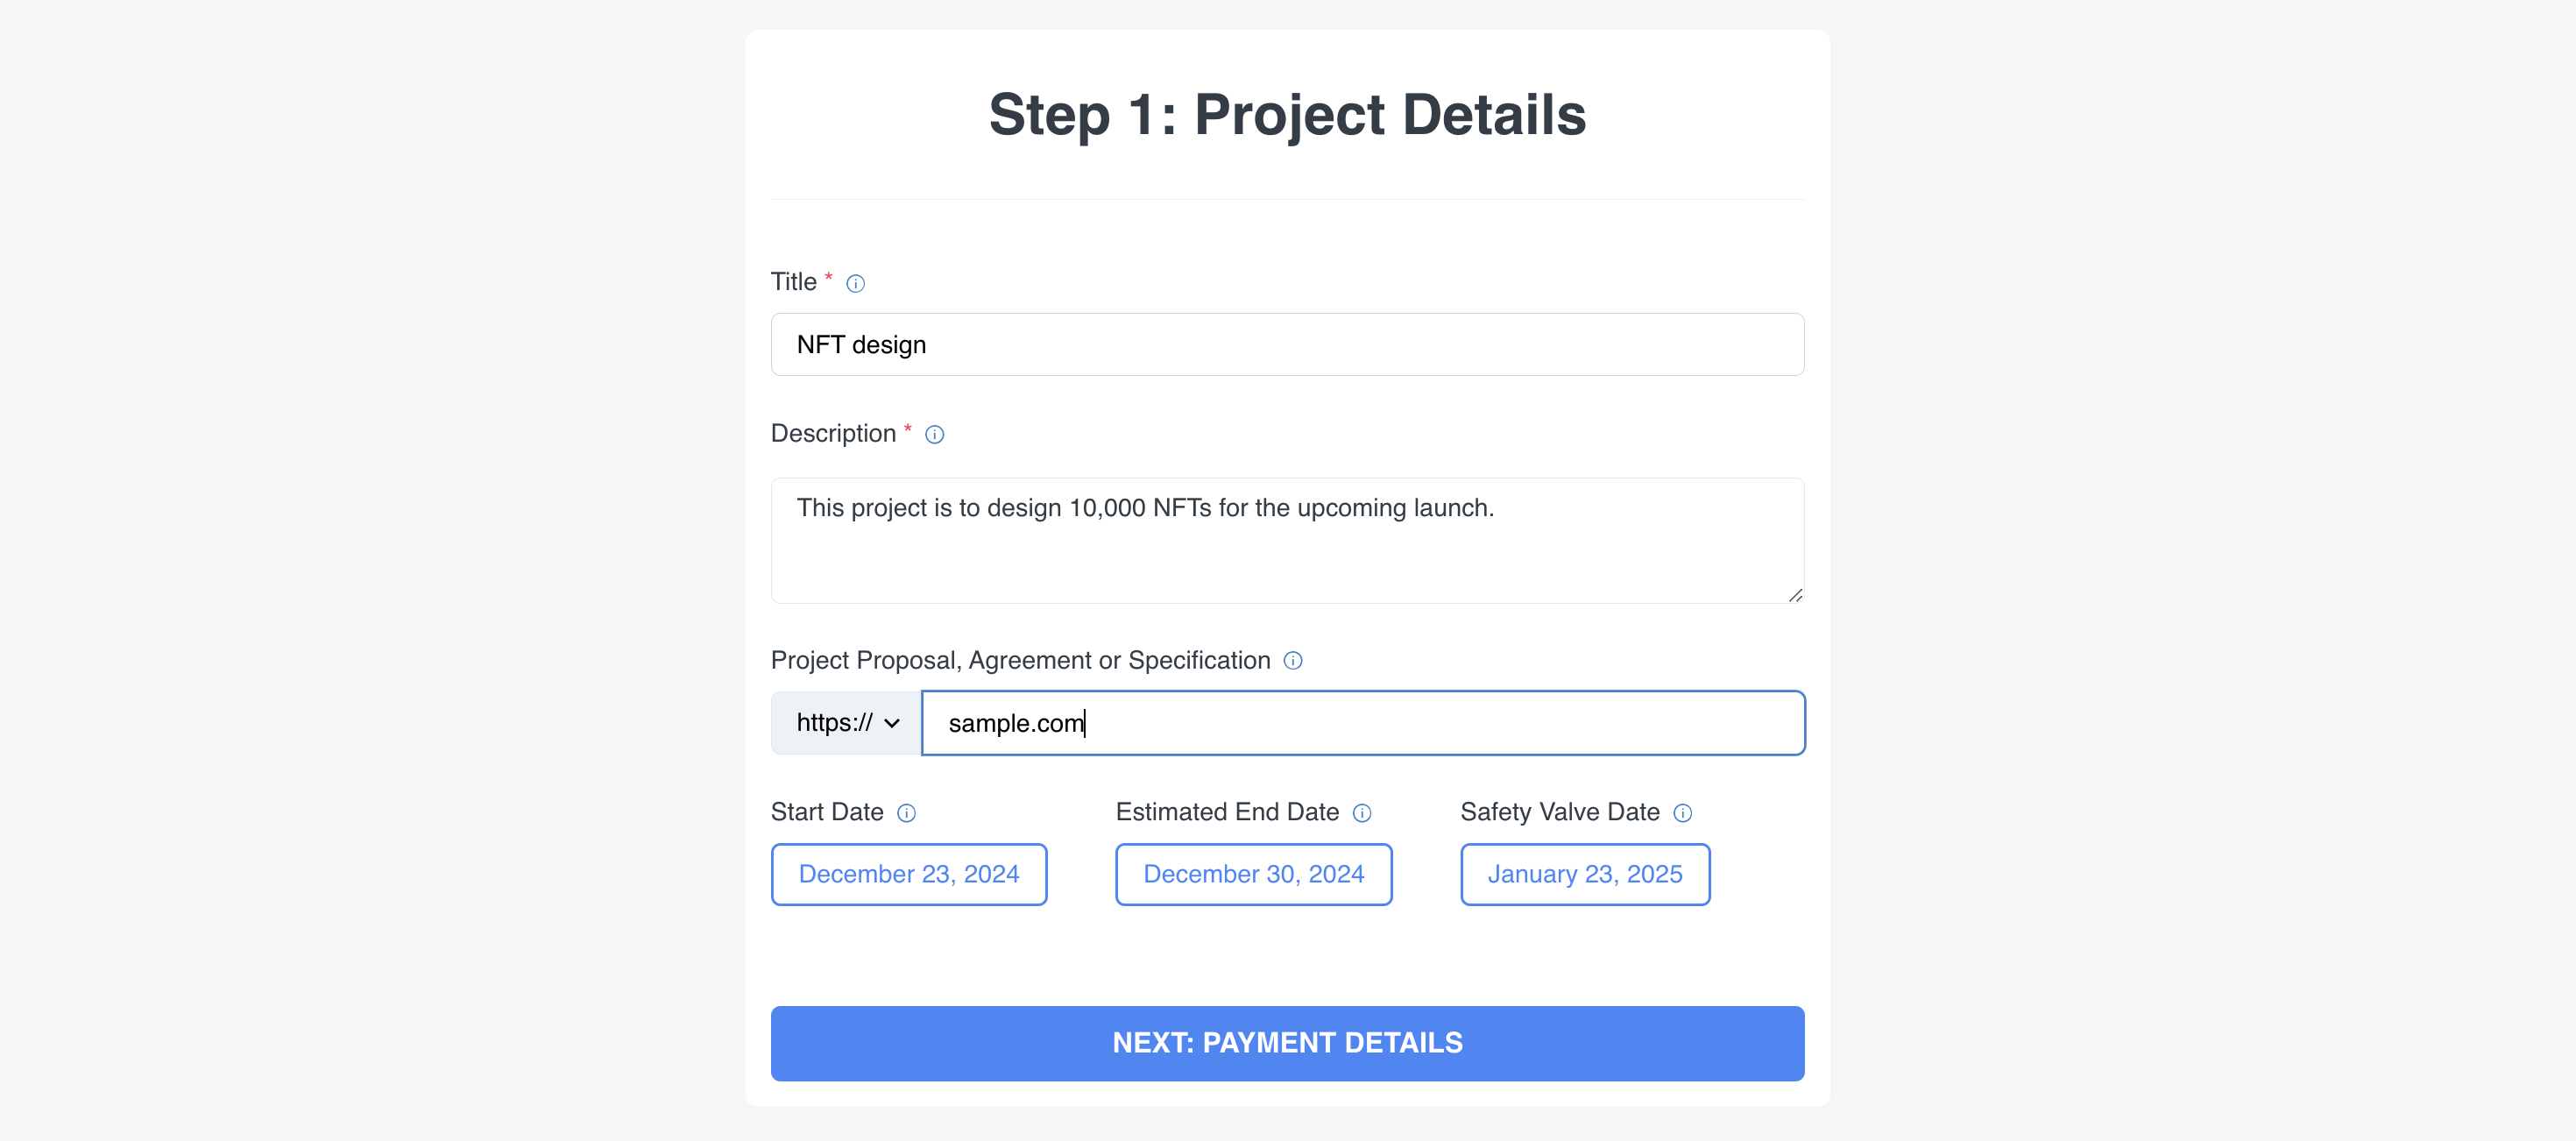 Step 1: Project Details
Title *
NFT design
Description *
This project is to design 10,000 NFTs for the upcoming launch.
Project Proposal, Agreement or Specification
https:// sample.com
Start Date Estimated End Date Safety Valve Date
December 23, 2024 December 30, 2024 January 23, 2025
NEXT: PAYMENT DETAILS